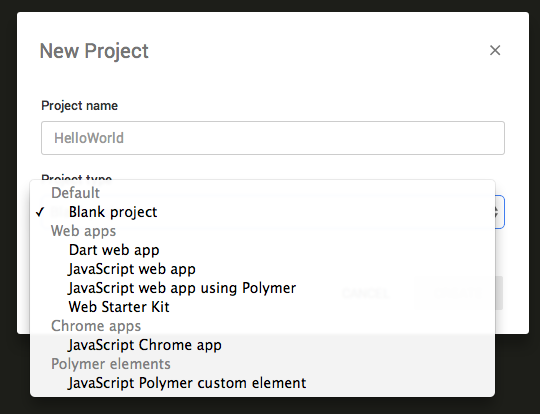 New Project
Project name
HelloWorld
Project type
Default
✓ Blank project
Web apps
Dart web app
JavaScript web app
JavaScript web app using Polymer
Web Starter Kit
Chrome apps
JavaScript Chrome app
Polymer elements
JavaScript Polymer custom element
CANCEL